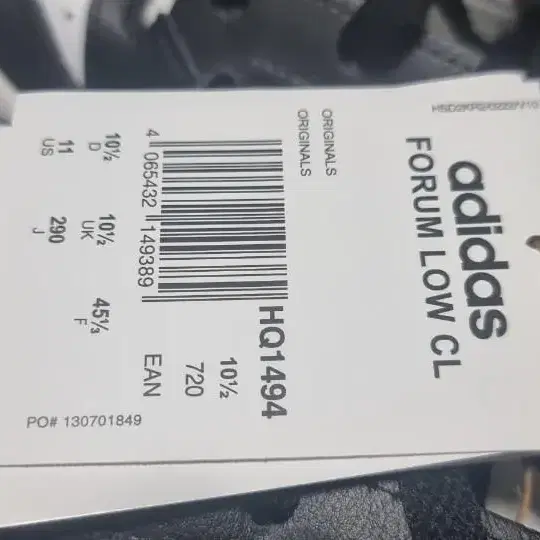 adidas
FORUM LOW CL
ORIGINALS
ORIGINALS
HQ1494
10½
720
EAN
4 065432 149389
10½ 10½ 45⅓
D UK F
11 290
US J
PO# 130701849